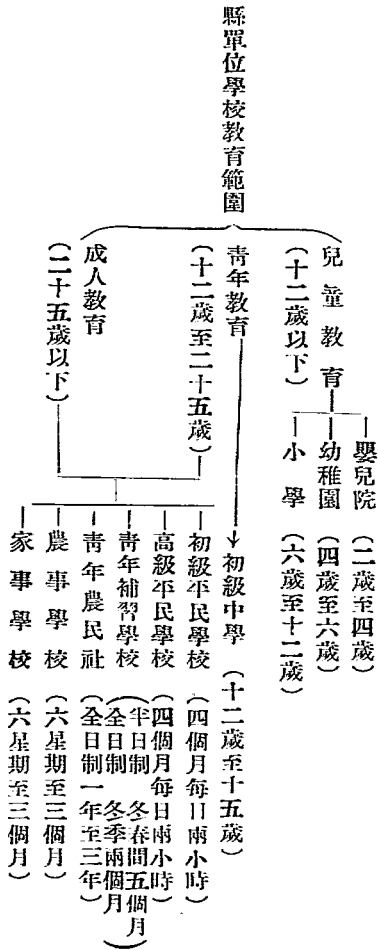 縣單位學校教育範圍
兒童教育
(十二歲以下)
嬰兒院(二歲至四歲)
幼稚園(四歲至六歲)
小學(六歲至十二歲)
靑年教育
(十二歲至二十五歲)
初級中學(十二歲至十五歲)
成人教育
(二十五歲以下)
初級平民學校(四個月每日兩小時)
高級平民學校(四個月每日兩小時)
靑年補習學校(半日制 冬春間五個月
全日制 冬季兩個月)
靑年農民社(全日制一年至三年)
農事學校(六星期至三個月)
家事學校(六星期至三個月)